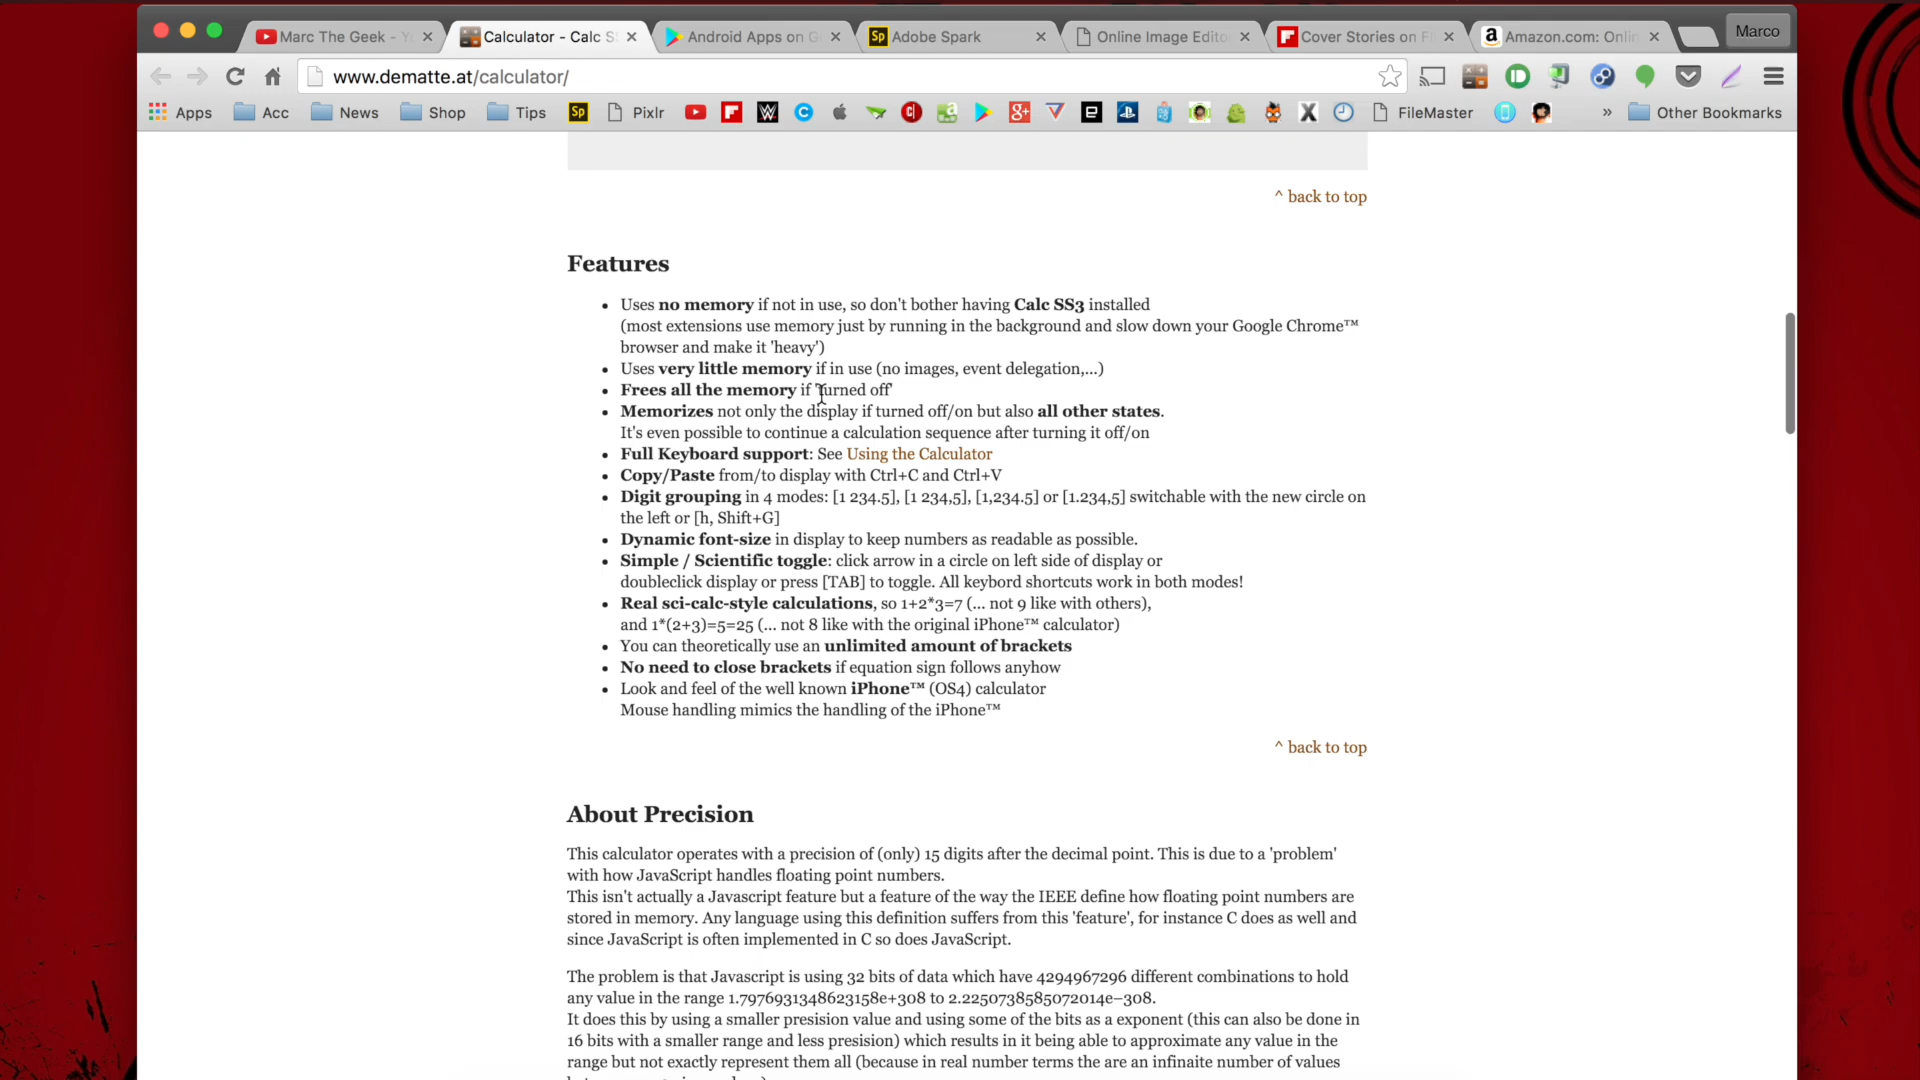 Marc The Geek - Y
Calculator - Calc S
Android Apps on G
Sp Adobe Spark
Online Image Edito
Cover Stories on F
Amazon.com: Onli
Marco
www.dematte.at/calculator/
Apps
Acc
News
Shop
Tips
Sp
Pixlr
FileMaster
» Other Bookmarks
^ back to top
Features
• Uses no memory if not in use, so don't bother having Calc SS3 installed
(most extensions use memory just by running in the background and slow down your Google Chrome™
browser and make it 'heavy')
• Uses very little memory if in use (no images, event delegation,...)
• Frees all the memory if 'turned off'
• Memorizes not only the display if turned off/on but also all other states.
It's even possible to continue a calculation sequence after turning it off/on
• Full Keyboard support: See Using the Calculator
• Copy/Paste from/to display with Ctrl+C and Ctrl+V
• Digit grouping in 4 modes: [1 234.5], [1 234,5], [1,234.5] or [1.234,5] switchable with the new circle on
the left or [h, Shift+G]
• Dynamic font-size in display to keep numbers as readable as possible.
• Simple / Scientific toggle: click arrow in a circle on left side of display or
doubleclick display or press [TAB] to toggle. All keybord shortcuts work in both modes!
• Real sci-calc-style calculations, so 1+2*3=7 (... not 9 like with others),
and 1*(2+3)=5=25 (... not 8 like with the original iPhone™ calculator)
• You can theoretically use an unlimited amount of brackets
• No need to close brackets if equation sign follows anyhow
• Look and feel of the well known iPhone™ (OS4) calculator
Mouse handling mimics the handling of the iPhone™
^ back to top
About Precision
This calculator operates with a precision of (only) 15 digits after the decimal point. This is due to a 'problem'
with how JavaScript handles floating point numbers.
This isn't actually a Javascript feature but a feature of the way the IEEE define how floating point numbers are
stored in memory. Any language using this definition suffers from this 'feature', for instance C does as well and
since JavaScript is often implemented in C so does JavaScript.
The problem is that Javascript is using 32 bits of data which have 4294967296 different combinations to hold
any value in the range 1.7976931348623158e+308 to 2.2250738585072014e−308.
It does this by using a smaller presision value and using some of the bits as a exponent (this can also be done in
16 bits with a smaller range and less presision) which results in it being able to approximate any value in the
range but not exactly represent them all (because in real number terms the are an infinaite number of values